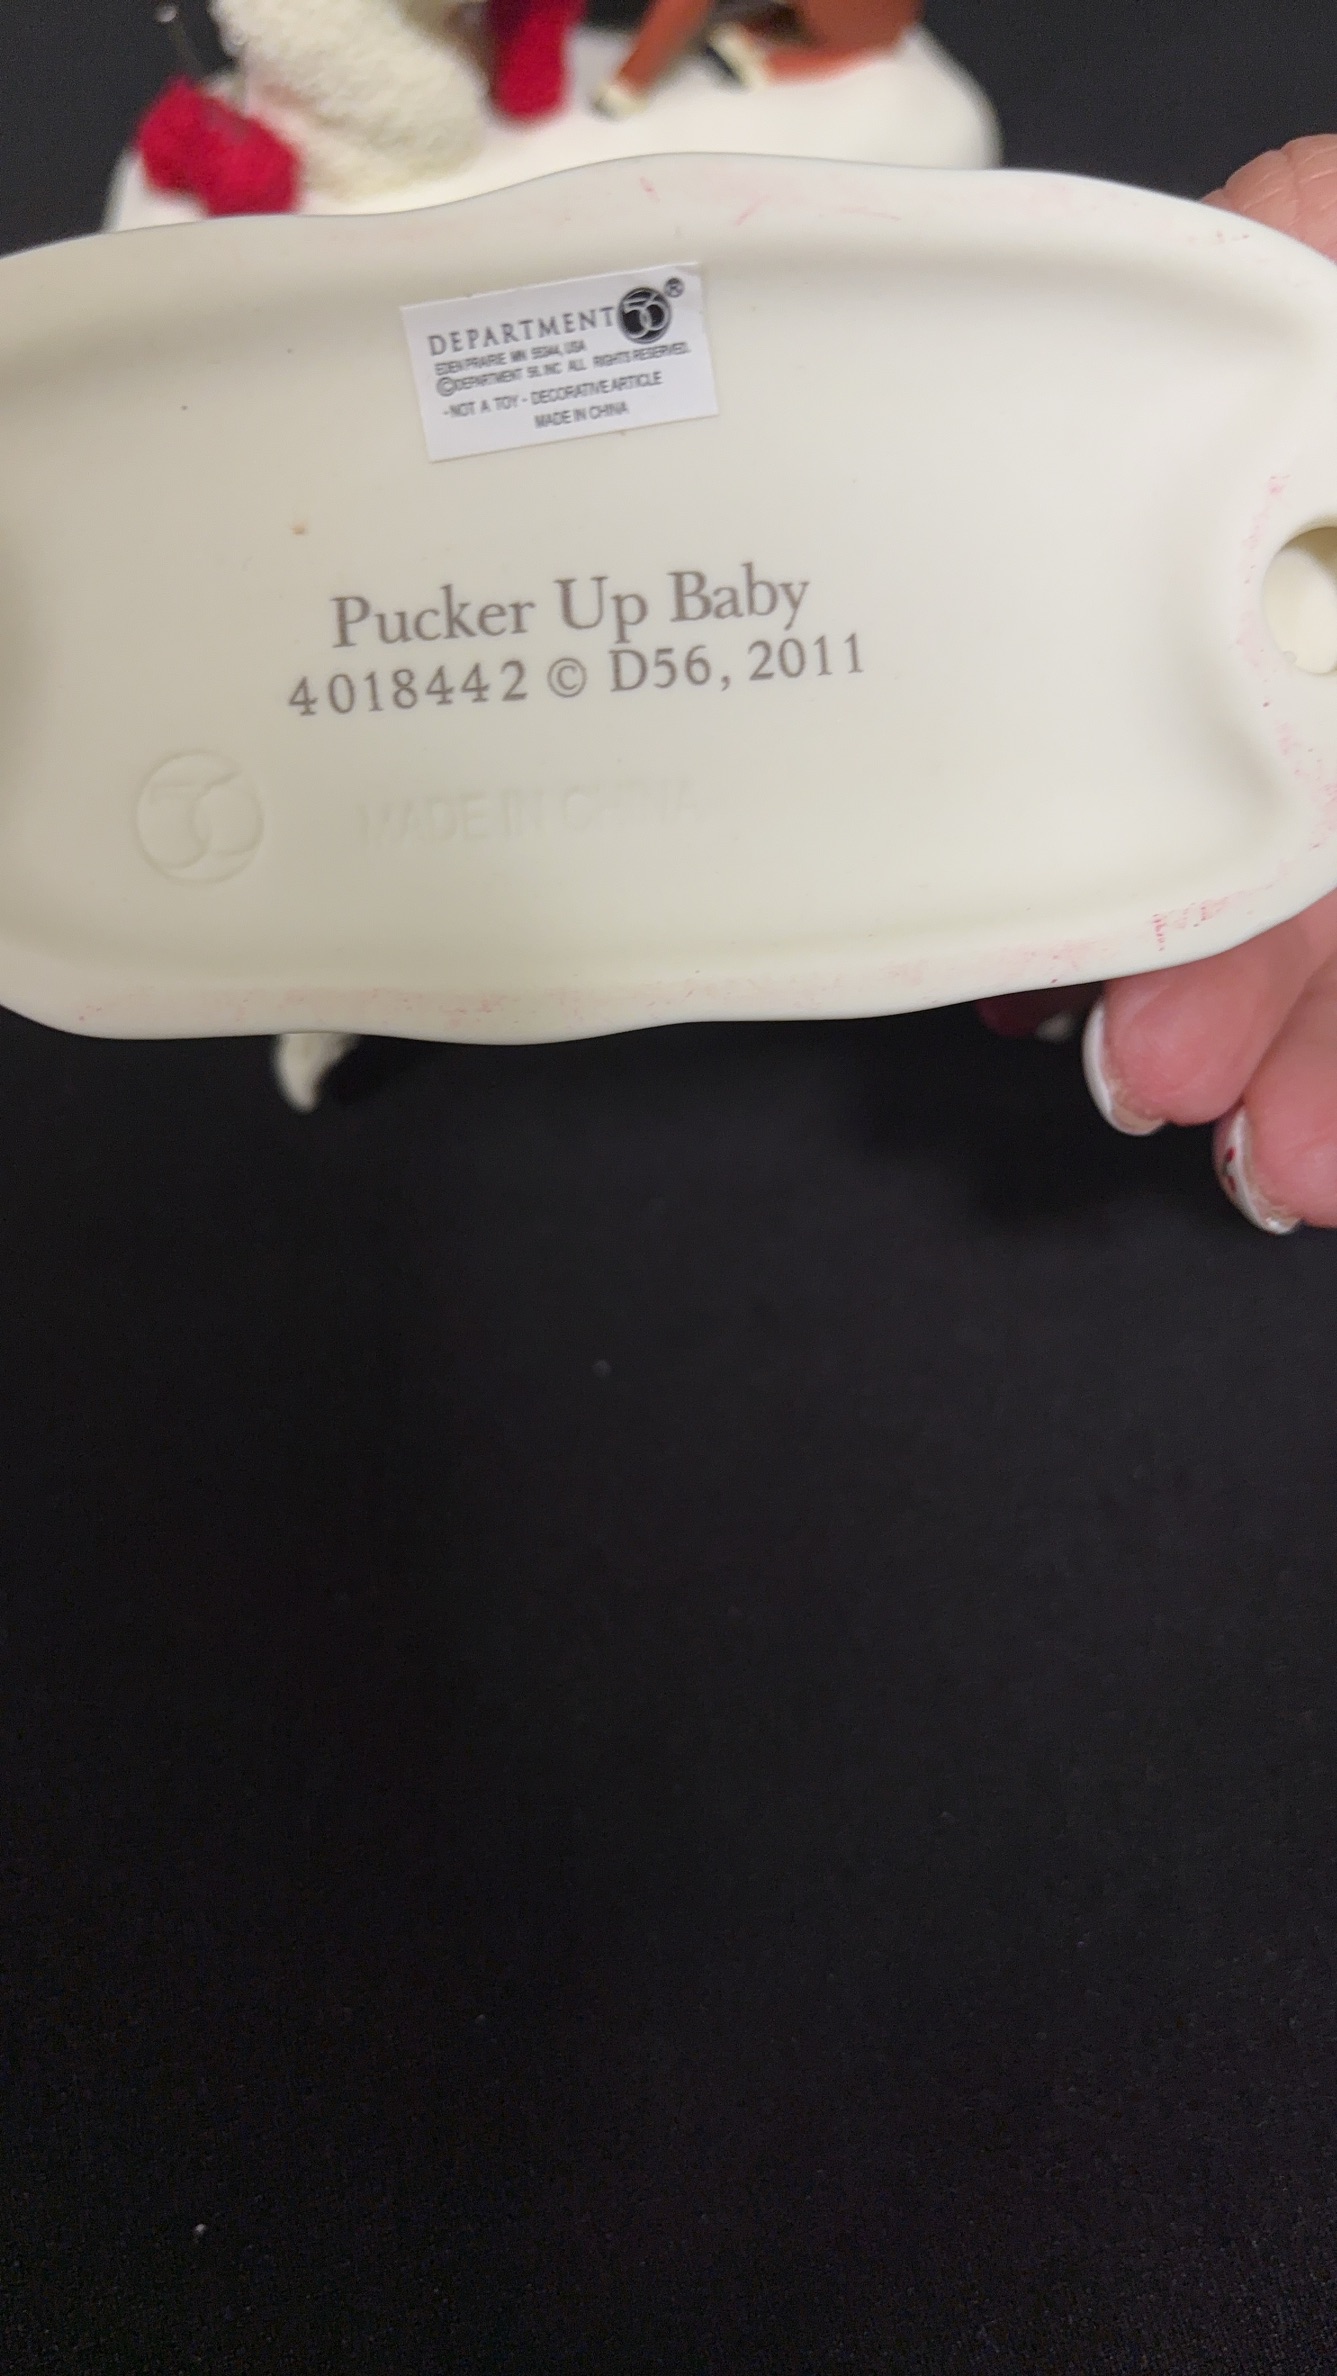 DEPARTMENT 56®
EDEN PRAIRIE MN 55344, USA
©DEPARTMENT 56, INC ALL RIGHTS RESERVED.
-NOT A TOY - DECORATIVE ARTICLE
MADE IN CHINA
Pucker Up Baby
4018442 © D56, 2011
56
MADE IN CHINA